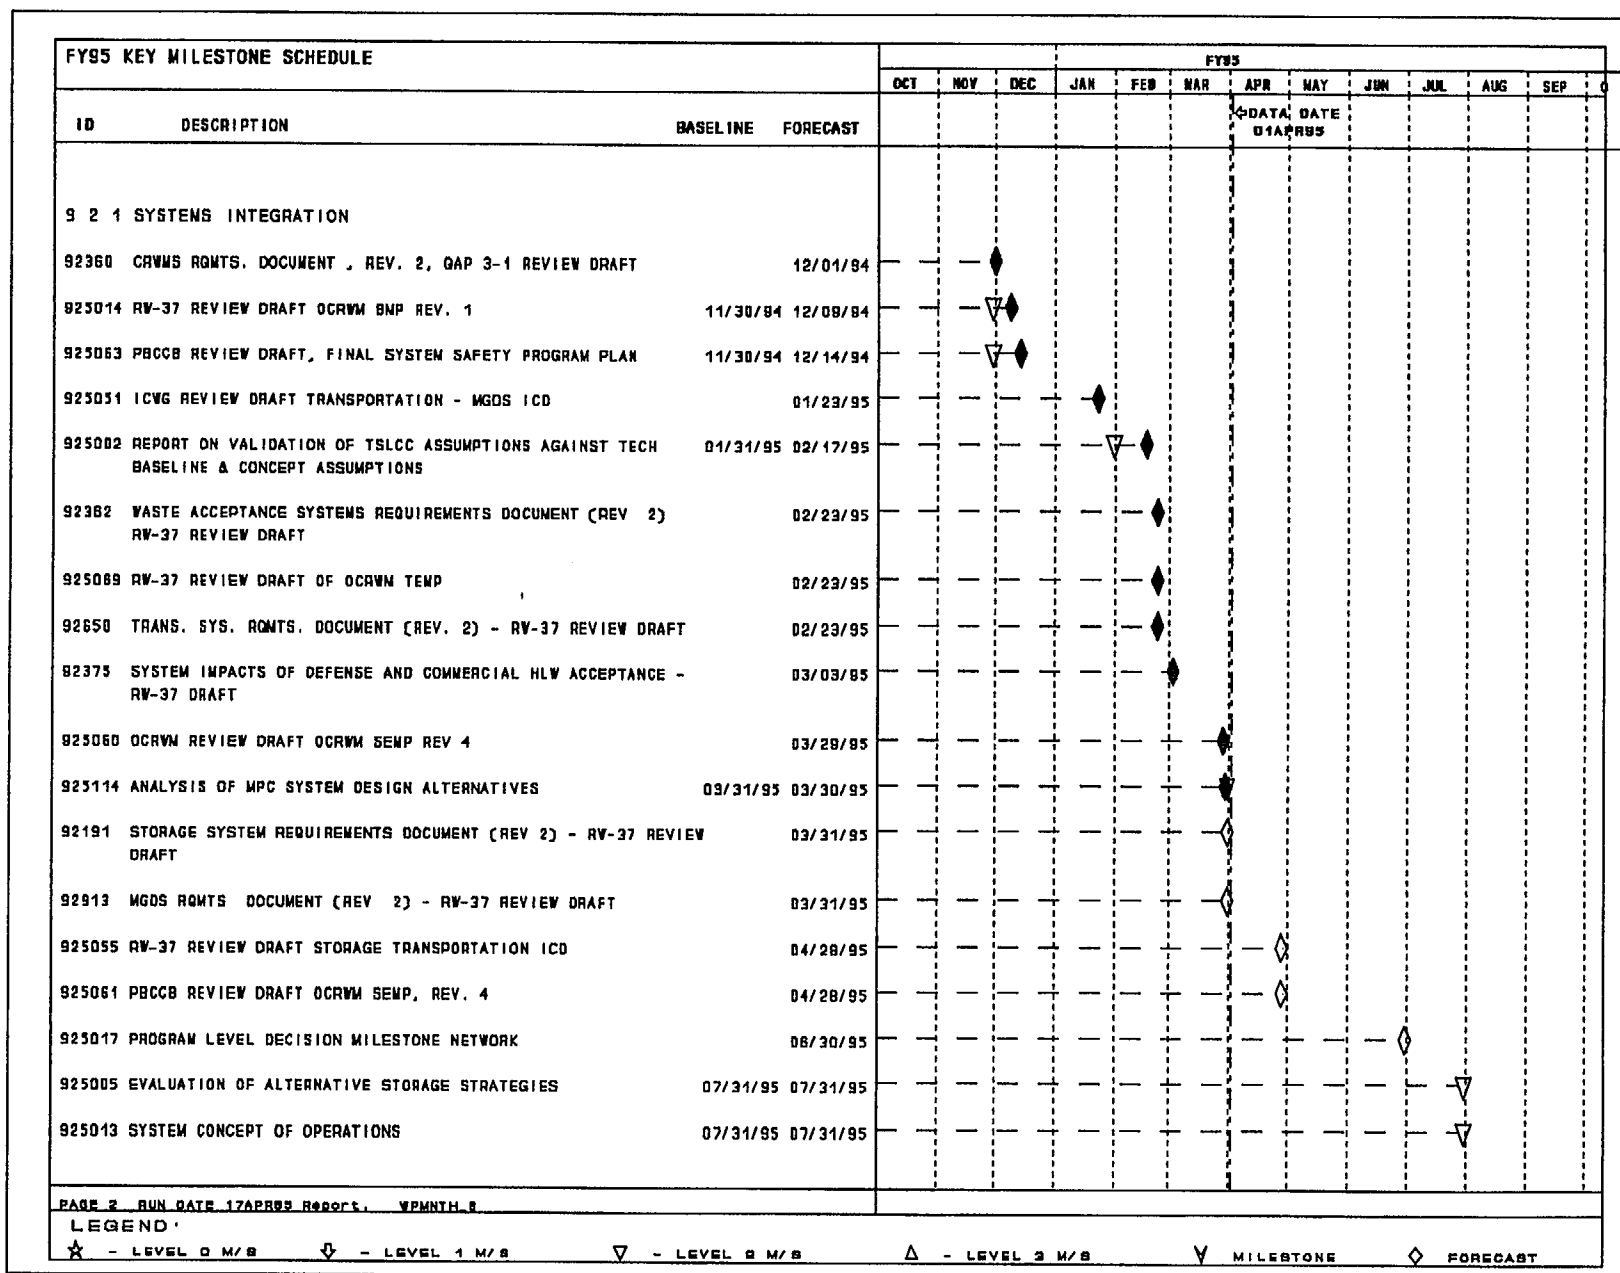 FY95 KEY MILESTONE SCHEDULE
FY95
OCT NOV DEC JAN FEB MAR APR MAY JUN JUL AUG SEP O
ID DESCRIPTION BASELINE FORECAST
DATA DATE
01APR95
9 2 1 SYSTEMS INTEGRATION
92360 CRWMS RQMTS. DOCUMENT , REV. 2, QAP 3-1 REVIEW DRAFT 12/01/94
925014 RW-37 REVIEW DRAFT OCRWM BMP REV. 1 11/30/94 12/09/94
925063 PBCCB REVIEW DRAFT, FINAL SYSTEM SAFETY PROGRAM PLAN 11/30/94 12/14/94
925051 ICWG REVIEW DRAFT TRANSPORTATION - MGDS ICD 01/23/95
925002 REPORT ON VALIDATION OF TSLCC ASSUMPTIONS AGAINST TECH 01/31/95 02/17/95
BASELINE & CONCEPT ASSUMPTIONS
92362 WASTE ACCEPTANCE SYSTEMS REQUIREMENTS DOCUMENT (REV 2) 02/23/95
RW-37 REVIEW DRAFT
925069 RW-37 REVIEW DRAFT OF OCRWM TEMP 02/23/95
92650 TRANS. SYS. RQMTS. DOCUMENT (REV. 2) - RW-37 REVIEW DRAFT 02/23/95
92375 SYSTEM IMPACTS OF DEFENSE AND COMMERCIAL HLW ACCEPTANCE - 03/03/95
RW-37 DRAFT
925060 OCRWM REVIEW DRAFT OCRWM SEMP REV 4 03/29/95
925114 ANALYSIS OF MPC SYSTEM DESIGN ALTERNATIVES 03/31/95 03/30/95
92191 STORAGE SYSTEM REQUIREMENTS DOCUMENT (REV 2) - RW-37 REVIEW 03/31/95
DRAFT
92913 MGDS RQMTS DOCUMENT (REV 2) - RW-37 REVIEW DRAFT 03/31/95
925055 RW-37 REVIEW DRAFT STORAGE TRANSPORTATION ICD 04/28/95
925061 PBCCB REVIEW DRAFT OCRWM SEMP, REV. 4 04/28/95
925017 PROGRAM LEVEL DECISION MILESTONE NETWORK 06/30/95
925005 EVALUATION OF ALTERNATIVE STORAGE STRATEGIES 07/31/95 07/31/95
925013 SYSTEM CONCEPT OF OPERATIONS 07/31/95 07/31/95
PAGE 2 RUN DATE 17APR95 Report. WPMNTH_8
LEGEND
- LEVEL 0 M/S - LEVEL 1 M/S - LEVEL 2 M/S - LEVEL 3 M/S MILESTONE FORECAST